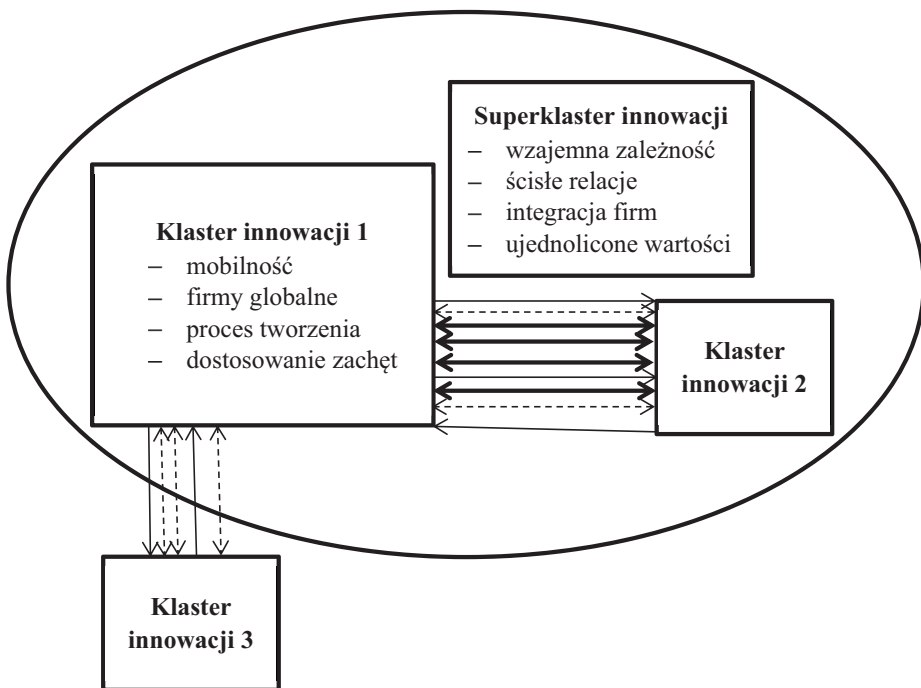 Superklaster innowacji
– wzajemna zależność
– ścisłe relacje
– integracja firm
– ujednolicone wartości
Klaster innowacji 1
– mobilność
– firmy globalne
– proces tworzenia
– dostosowanie zachęt
Klaster
innowacji 2
Klaster
innowacji 3